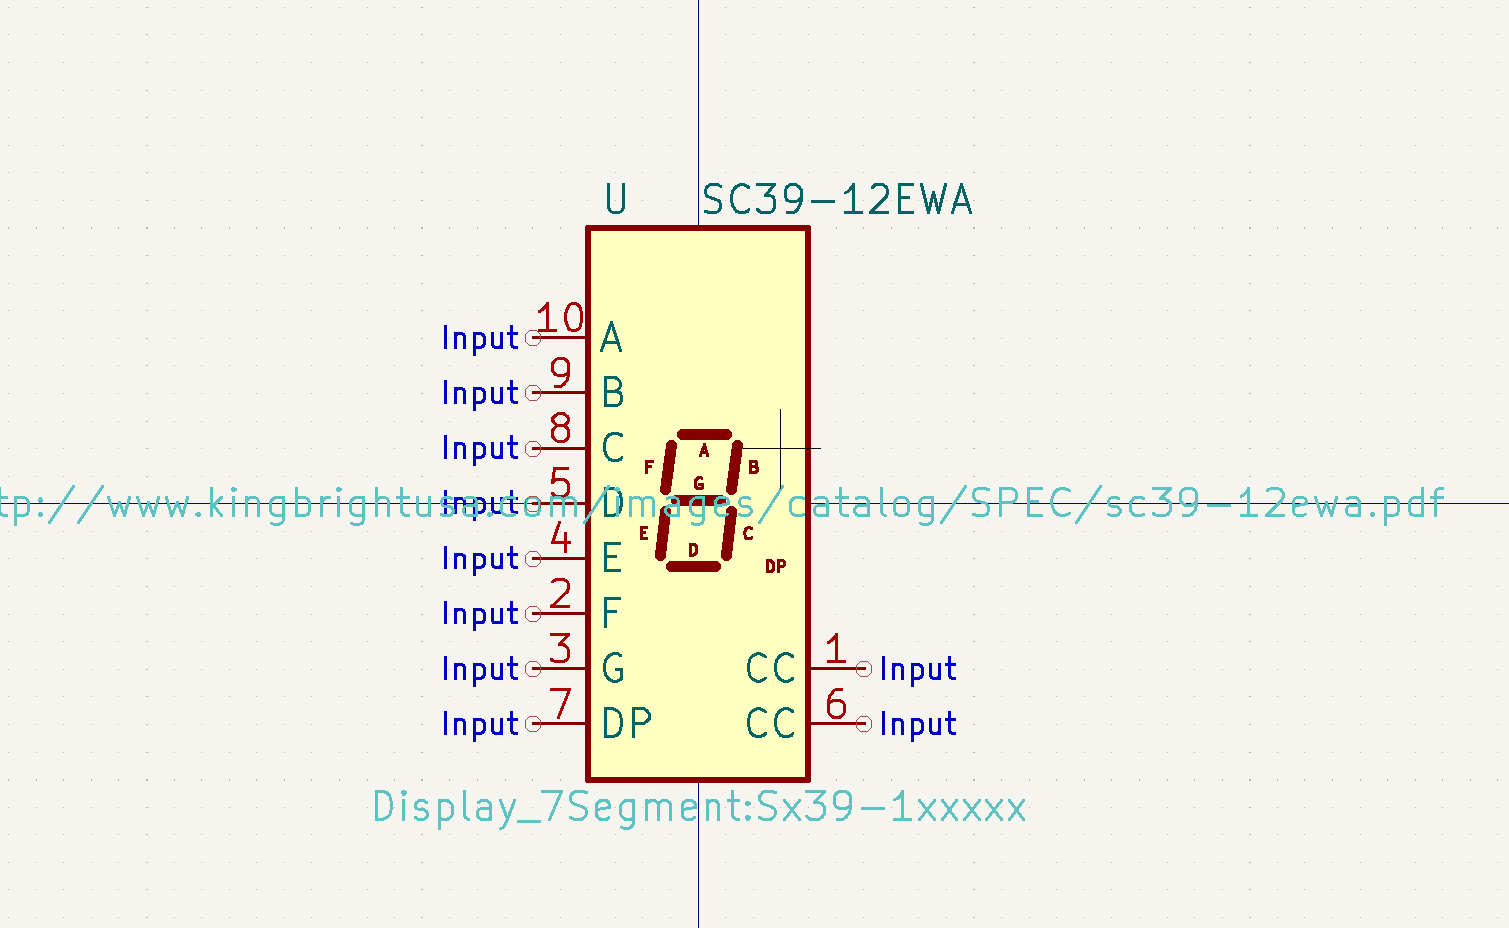 U SC39-12EWA
10
Input A
9
Input B
8
Input C
A
F B
G
5
Input D
tp://www.kingbrightusa.com/images/catalog/SPEC/sc39-12ewa.pdf
E C
D
4
Input E
DP
2
Input F
3 1
Input G CC Input
7 6
Input DP CC Input
Display_7Segment:Sx39-1xxxxx